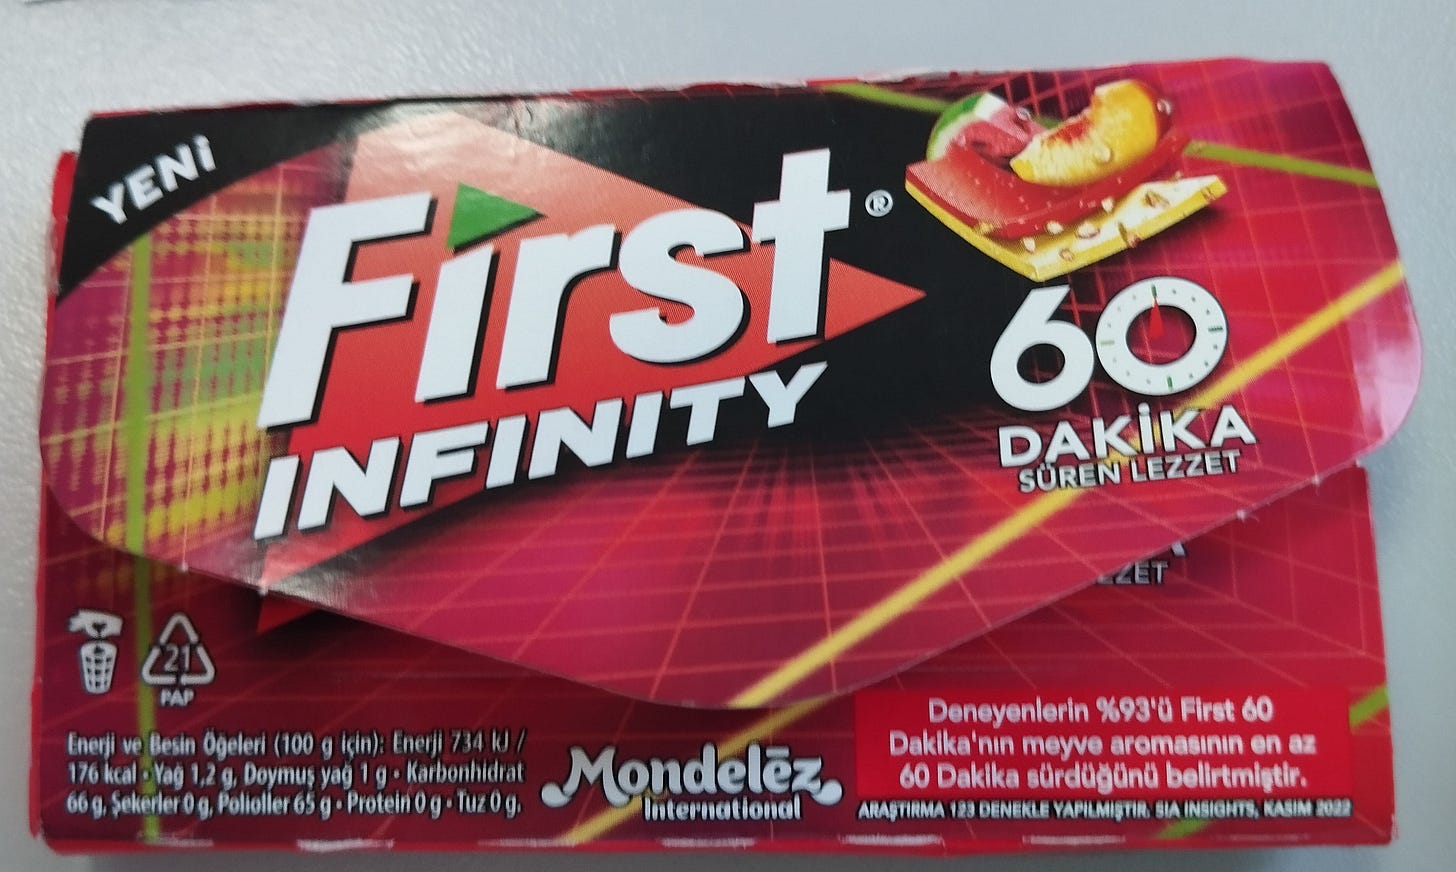 YENİ
First®
INFINITY
60
DAKİKA
SÜREN LEZZET
ZZET
21
PAP
Enerji ve Besin Öğeleri (100 g için): Enerji 734 kJ /
176 kcal • Yağ 1,2 g, Doymuş yağ 1 g • Karbonhidrat
66 g, Şekerler 0 g, Polioller 65 g • Protein 0 g • Tuz 0 g.
Mondelēz
International
Deneyenlerin %93'ü First 60
Dakika'nın meyve aromasının en az
60 Dakika sürdüğünü belirtmiştir.
ARAŞTIRMA 123 DENEKLE YAPILMIŞTIR. SIA INSIGHTS, KASIM 2022